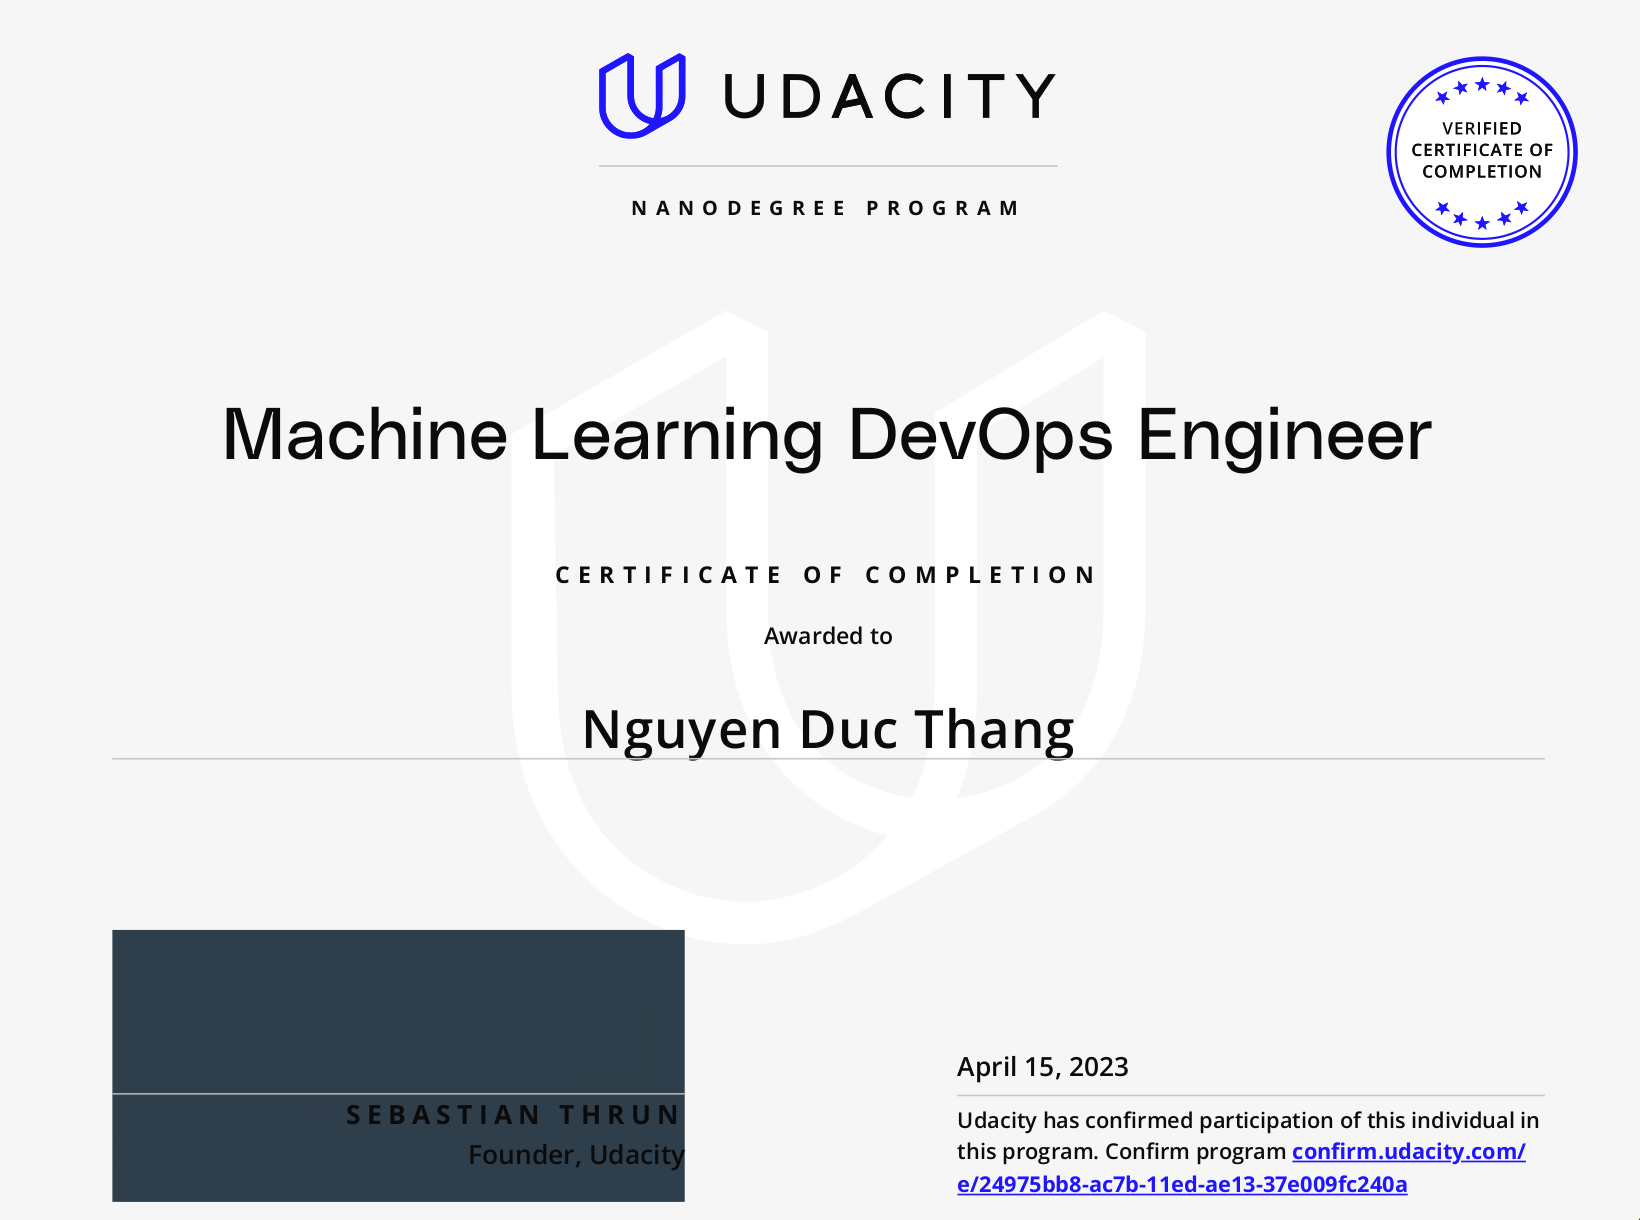 UDACITY
VERIFIED
CERTIFICATE OF
COMPLETION
NANODEGREE PROGRAM
Machine Learning DevOps Engineer
CERTIFICATE OF COMPLETION
Awarded to
Nguyen Duc Thang
SEBASTIAN THRUN
Founder, Udacity
April 15, 2023
Udacity has confirmed participation of this individual in
this program. Confirm program confirm.udacity.com/
e/24975bb8-ac7b-11ed-ae13-37e009fc240a